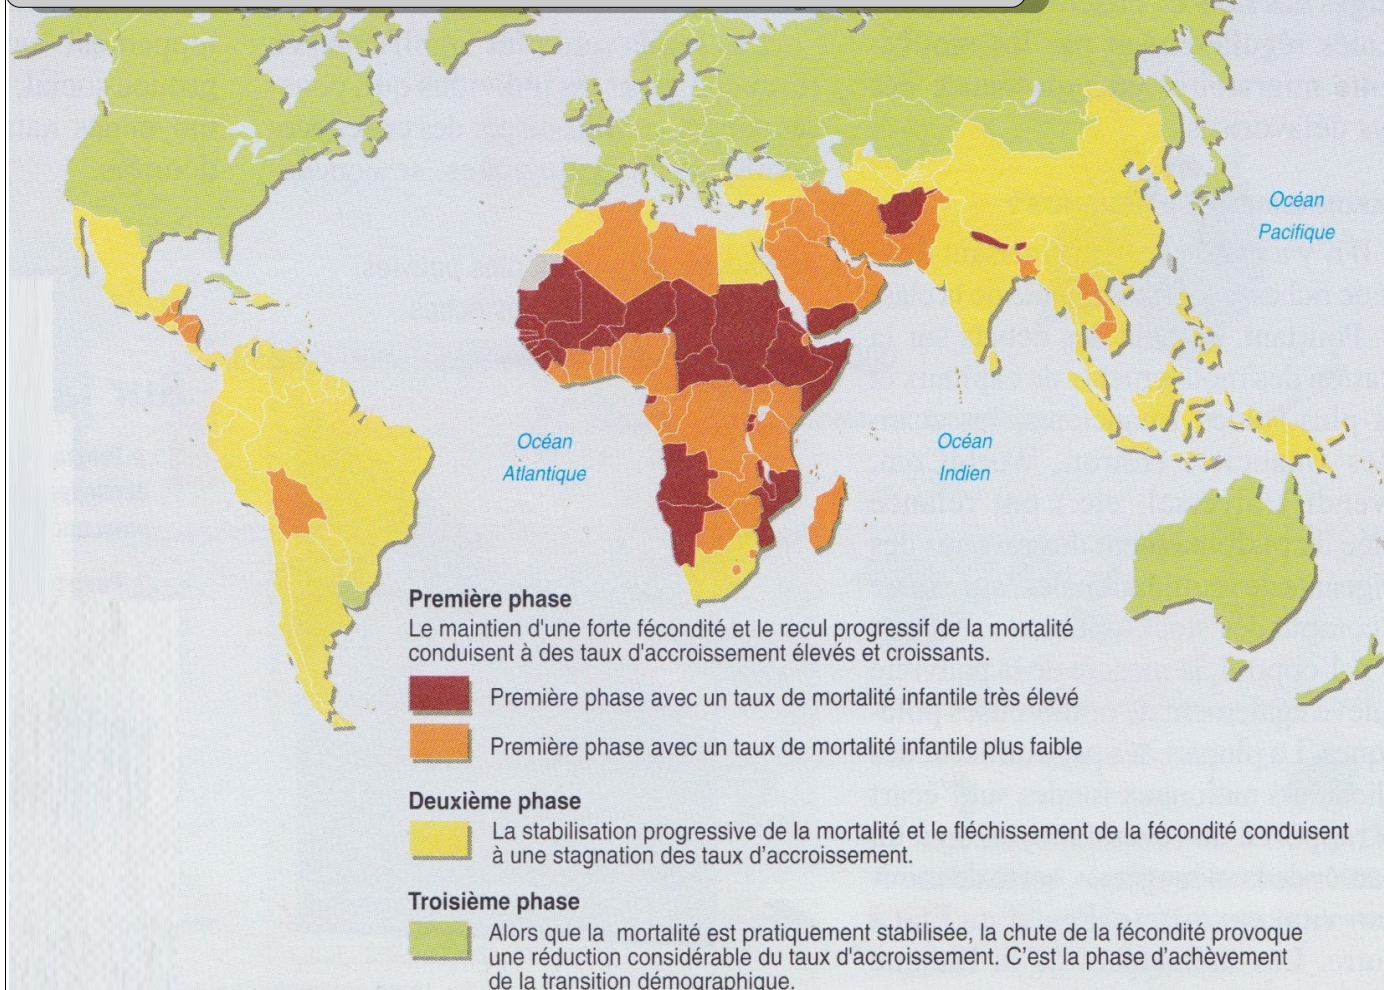 Océan
Pacifique
Océan
Atlantique
Océan
Indien
Première phase
Le maintien d'une forte fécondité et le recul progressif de la mortalité
conduisent à des taux d'accroissement élevés et croissants.
Première phase avec un taux de mortalité infantile très élevé
Première phase avec un taux de mortalité infantile plus faible
Deuxième phase
La stabilisation progressive de la mortalité et le fléchissement de la fécondité conduisent
à une stagnation des taux d'accroissement.
Troisième phase
Alors que la mortalité est pratiquement stabilisée, la chute de la fécondité provoque
une réduction considérable du taux d'accroissement. C'est la phase d'achèvement
de la transition démographique.